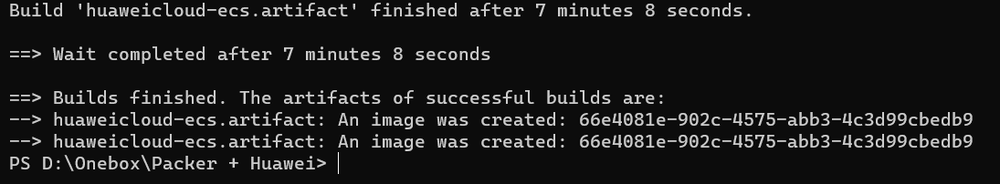 Build 'huaweicloud-ecs.artifact' finished after 7 minutes 8 seconds.
==> Wait completed after 7 minutes 8 seconds
==> Builds finished. The artifacts of successful builds are:
--> huaweicloud-ecs.artifact: An image was created: 66e4081e-902c-4575-abb3-4c3d99cbedb9
--> huaweicloud-ecs.artifact: An image was created: 66e4081e-902c-4575-abb3-4c3d99cbedb9
PS D:\Onebox\Packer + Huawei>